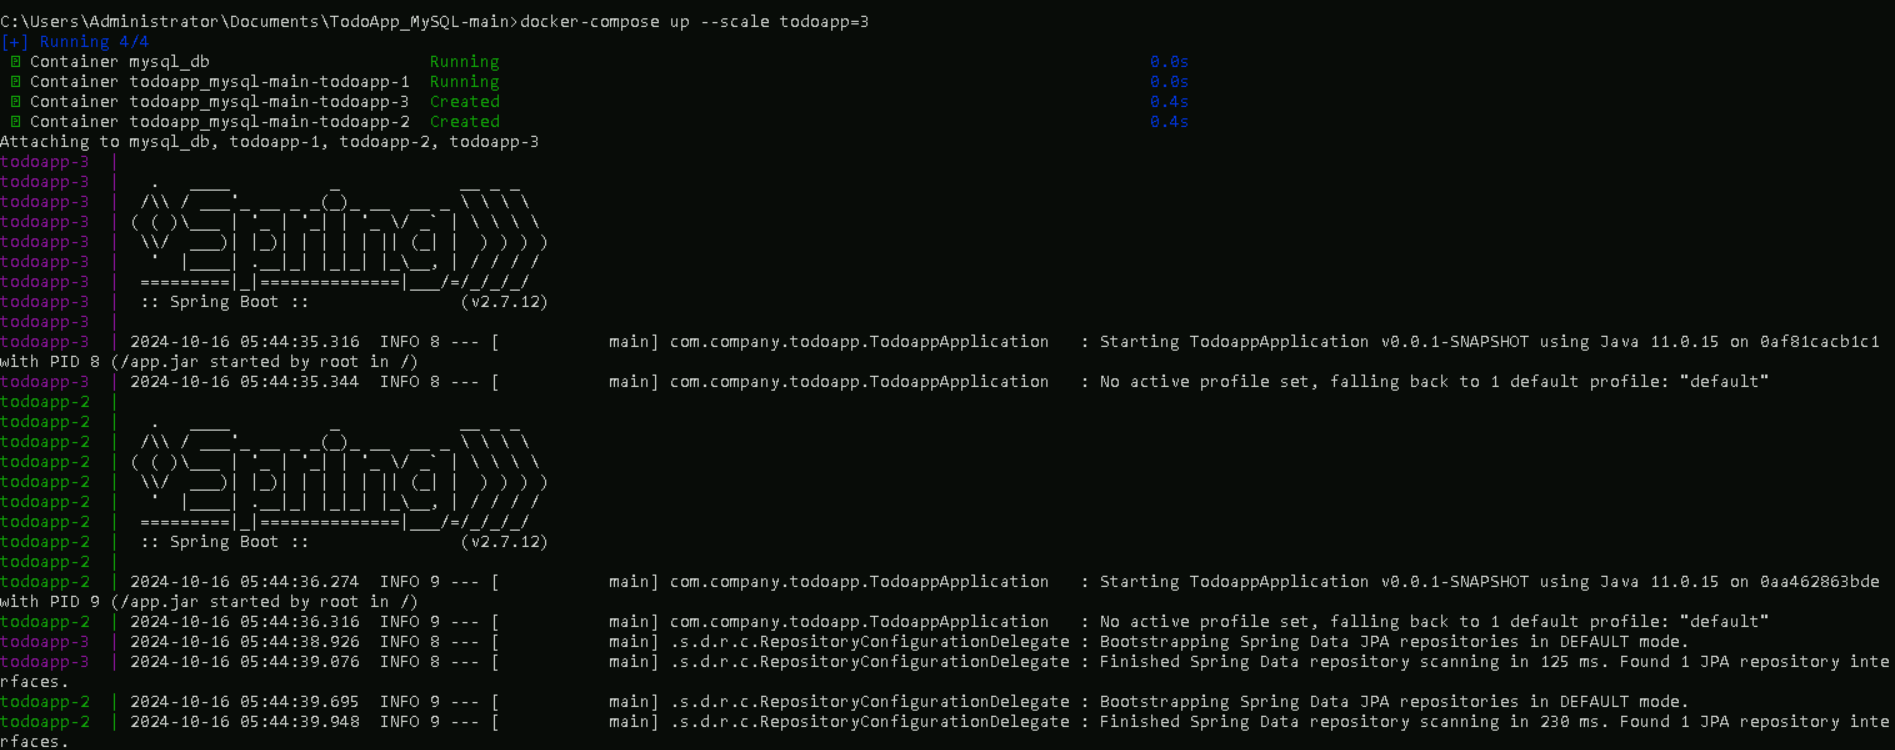 C:\Users\Administrator\Documents\TodoApp_MySQL-main>docker-compose up --scale todoapp=3
[+] Running 4/4
Container mysql_db Running 0.0s
Container todoapp_mysql-main-todoapp-1 Running 0.0s
Container todoapp_mysql-main-todoapp-3 Created 0.4s
Container todoapp_mysql-main-todoapp-2 Created 0.4s
Attaching to mysql_db, todoapp-1, todoapp-2, todoapp-3
todoapp-3 |
todoapp-3 |   .   ____          _            __ _ _
todoapp-3 |  /\\ / ___'_ __ _ _(_)_ __  __ _ \ \ \ \
todoapp-3 | ( ( )\___ | '_ | '_| | '_ \/ _` | \ \ \ \
todoapp-3 |  \\/  ___)| |_)| | | | | || (_| |  ) ) ) )
todoapp-3 |   '  |____| .__|_| |_|_| |_\__, | / / / /
todoapp-3 |  =========|_|==============|___/=/_/_/_/
todoapp-3 |  :: Spring Boot ::               (v2.7.12)
todoapp-3 |
todoapp-3 | 2024-10-16 05:44:35.316  INFO 8 --- [           main] com.company.todoapp.TodoappApplication   : Starting TodoappApplication v0.0.1-SNAPSHOT using Java 11.0.15 on 0af81cacb1c1
with PID 8 (/app.jar started by root in /)
todoapp-3 | 2024-10-16 05:44:35.344  INFO 8 --- [           main] com.company.todoapp.TodoappApplication   : No active profile set, falling back to 1 default profile: "default"
todoapp-2 |
todoapp-2 |   .   ____          _            __ _ _
todoapp-2 |  /\\ / ___'_ __ _ _(_)_ __  __ _ \ \ \ \
todoapp-2 | ( ( )\___ | '_ | '_| | '_ \/ _` | \ \ \ \
todoapp-2 |  \\/  ___)| |_)| | | | | || (_| |  ) ) ) )
todoapp-2 |   '  |____| .__|_| |_|_| |_\__, | / / / /
todoapp-2 |  =========|_|==============|___/=/_/_/_/
todoapp-2 |  :: Spring Boot ::               (v2.7.12)
todoapp-2 |
todoapp-2 | 2024-10-16 05:44:36.274  INFO 9 --- [           main] com.company.todoapp.TodoappApplication   : Starting TodoappApplication v0.0.1-SNAPSHOT using Java 11.0.15 on 0aa462863bde
with PID 9 (/app.jar started by root in /)
todoapp-2 | 2024-10-16 05:44:36.316  INFO 9 --- [           main] com.company.todoapp.TodoappApplication   : No active profile set, falling back to 1 default profile: "default"
todoapp-3 | 2024-10-16 05:44:38.926  INFO 8 --- [           main] .s.d.r.c.RepositoryConfigurationDelegate : Bootstrapping Spring Data JPA repositories in DEFAULT mode.
todoapp-3 | 2024-10-16 05:44:39.076  INFO 8 --- [           main] .s.d.r.c.RepositoryConfigurationDelegate : Finished Spring Data repository scanning in 125 ms. Found 1 JPA repository inte
rfaces.
todoapp-2 | 2024-10-16 05:44:39.695  INFO 9 --- [           main] .s.d.r.c.RepositoryConfigurationDelegate : Bootstrapping Spring Data JPA repositories in DEFAULT mode.
todoapp-2 | 2024-10-16 05:44:39.948  INFO 9 --- [           main] .s.d.r.c.RepositoryConfigurationDelegate : Finished Spring Data repository scanning in 230 ms. Found 1 JPA repository inte
rfaces.